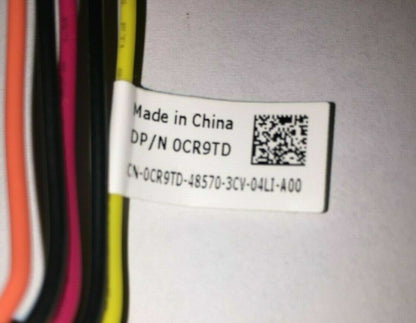 Made in China
DP/N 0CR9TD
CN-0CR9TD-48570-3CV-04LI-A00